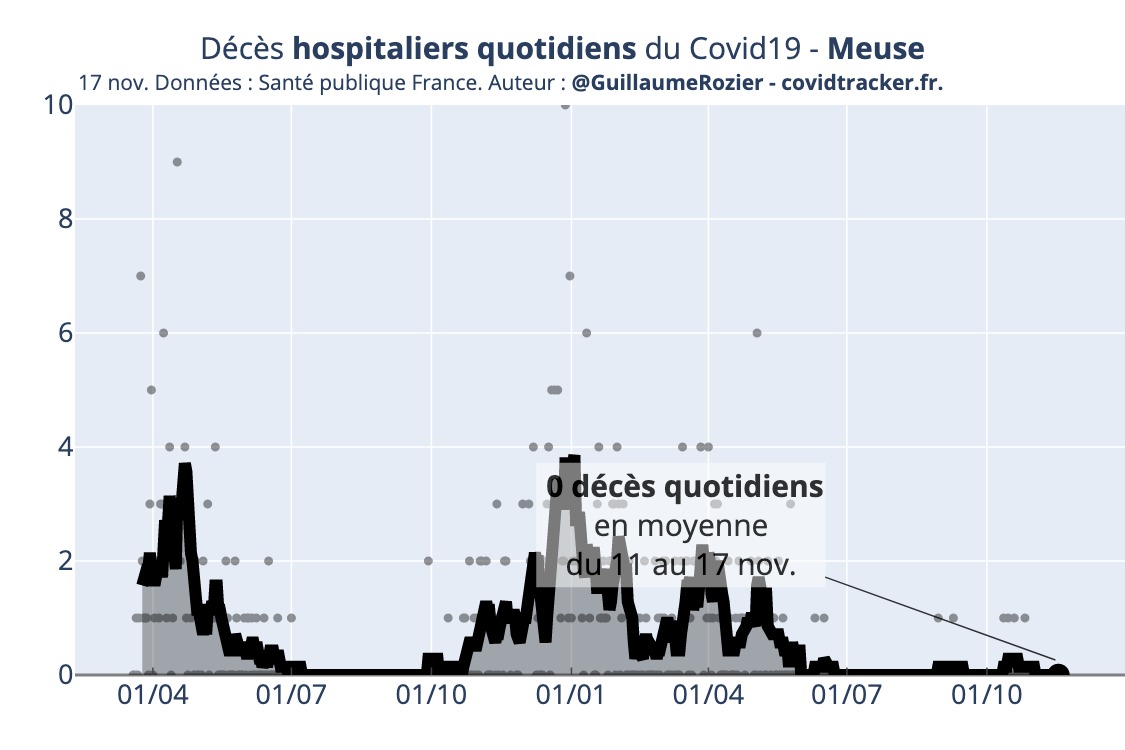 Décès hospitaliers quotidiens du Covid19 - Meuse
17 nov. Données : Santé publique France. Auteur : @GuillaumeRozier - covidtracker.fr.
10
8
6
4
2
0
0 décès quotidiens
en moyenne
du 11 au 17 nov.
01/04 01/07 01/10 01/01 01/04 01/07 01/10